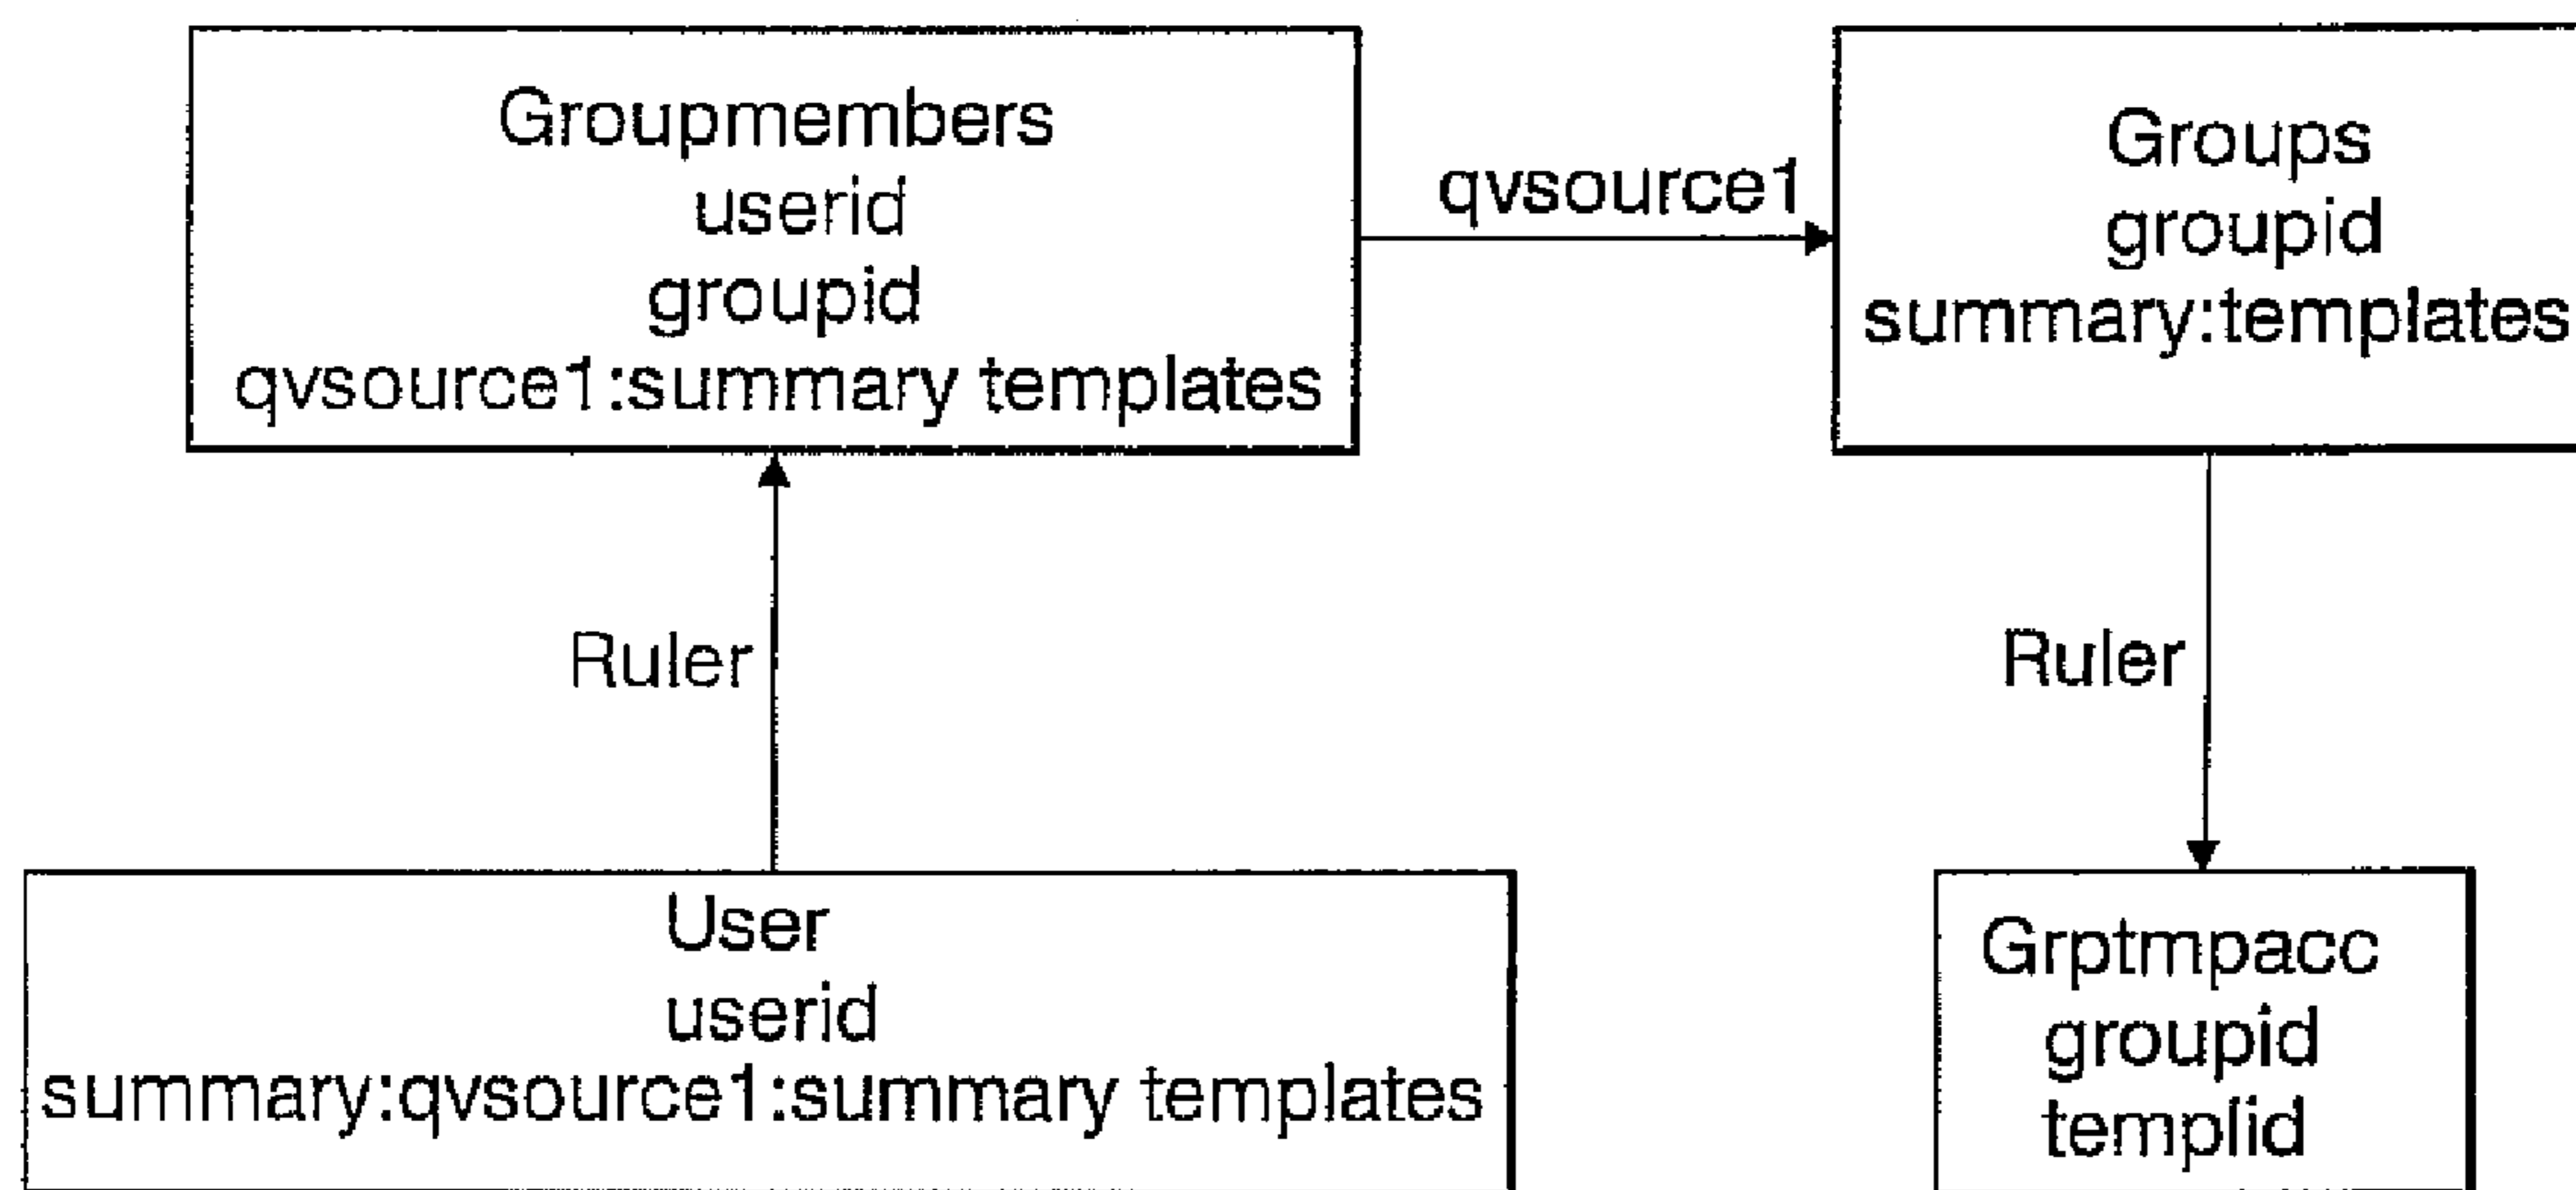 Groupmembers
userid
groupid
qvsource1:summary templates
qvsource1
Groups
groupid
summary:templates
Ruler
Ruler
User
userid
summary:qvsource1:summary templates
Grptmpacc
groupid
templid